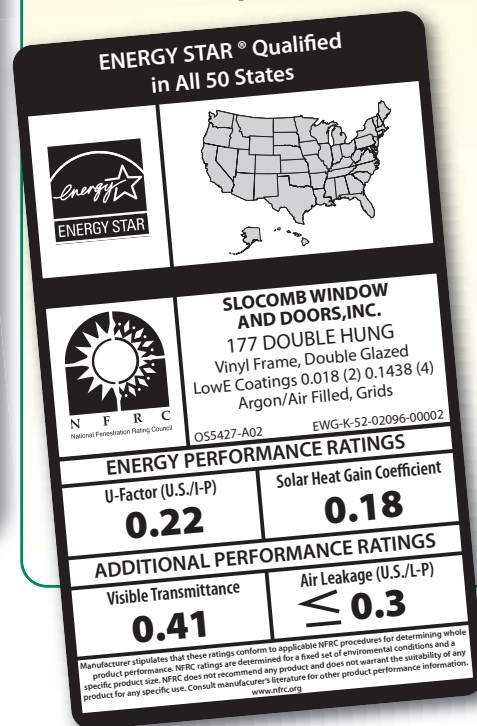 ENERGY STAR ® Qualified
in All 50 States
energy
ENERGY STAR
N F R C
National Fenestration Rating Council
SLOCOMB WINDOW
AND DOORS,INC.
177 DOUBLE HUNG
Vinyl Frame, Double Glazed
LowE Coatings 0.018 (2) 0.1438 (4)
Argon/Air Filled, Grids
OS5427-A02 EWG-K-52-02096-00002
ENERGY PERFORMANCE RATINGS
U-Factor (U.S./I-P)
0.22
Solar Heat Gain Coefficient
0.18
ADDITIONAL PERFORMANCE RATINGS
Visible Transmittance
0.41
Air Leakage (U.S./L-P)
≤ 0.3
Manufacturer stipulates that these ratings conform to applicable NFRC procedures for determining whole
product performance. NFRC ratings are determined for a fixed set of enviromental conditions and a
specific product size. NFRC does not recommend any product and does not warrant the suitability of any
product for any specific use. Consult manufacurer's literature for other product performance information.
www.nfrc.org